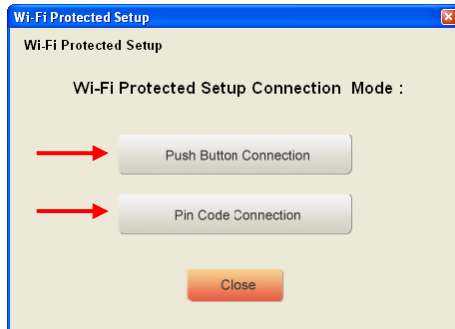 Wi-Fi Protected Setup
Wi-Fi Protected Setup
Wi-Fi Protected Setup Connection Mode :
Push Button Connection
Pin Code Connection
Close